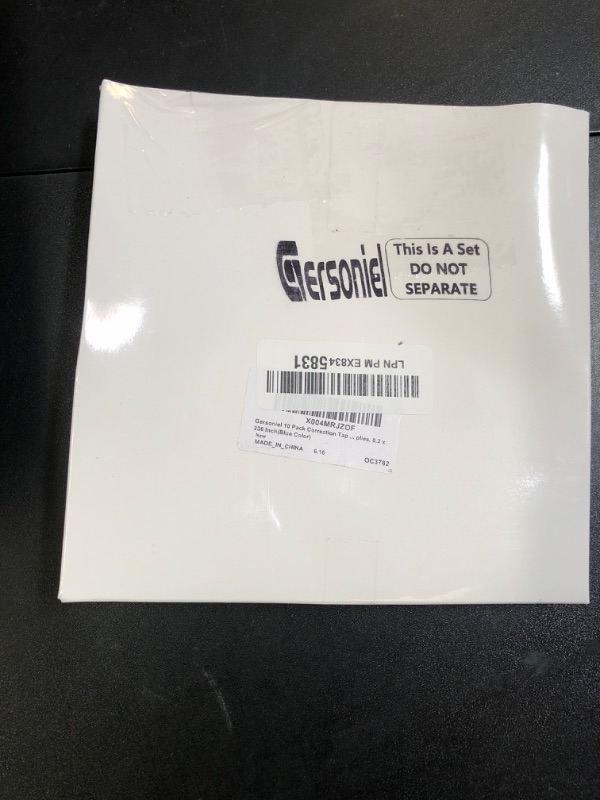 Gersoniel
This Is A Set
DO NOT
SEPARATE
LPN PM EX8345831
X004MRJZOF
Gersoniel 10 Pack Correction Tap ... plies, 0.2 x
236 Inch(Blue Color)
New
MADE_IN_CHINA
OC3782